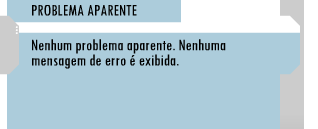 PROBLEMA APARENTE
Nenhum problema aparente. Nenhuma
mensagem de erro é exibida.